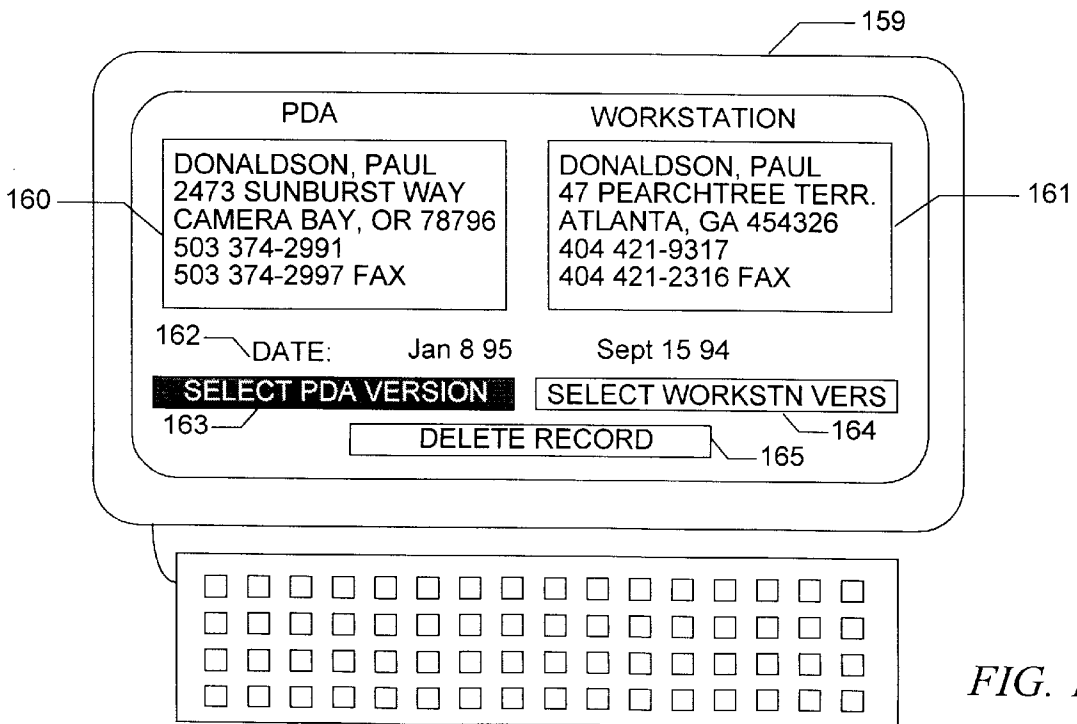 159
PDA WORKSTATION
DONALDSON, PAUL
2473 SUNBURST WAY
CAMERA BAY, OR 78796
503 374-2991
503 374-2997 FAX
160
DONALDSON, PAUL
47 PEARCHTREE TERR.
ATLANTA, GA 454326
404 421-9317
404 421-2316 FAX
161
162 DATE: Jan 8 95 Sept 15 94
SELECT PDA VERSION SELECT WORKSTN VERS
163 164
DELETE RECORD 165
FIG.